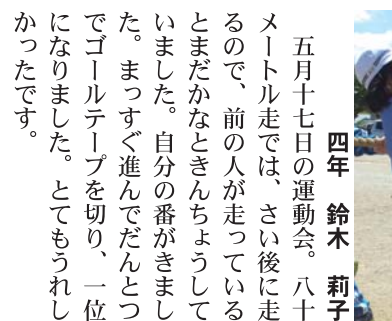 四年　鈴木　莉子
五月十七日の運動会。八十
メートル走では、さい後に走
るので、前の人が走っている
とまだかなときんちょうして
いました。自分の番がきまし
た。まっすぐ進んでだんとつ
でゴールテープを切り、一位
になりました。とてもうれし
かったです。